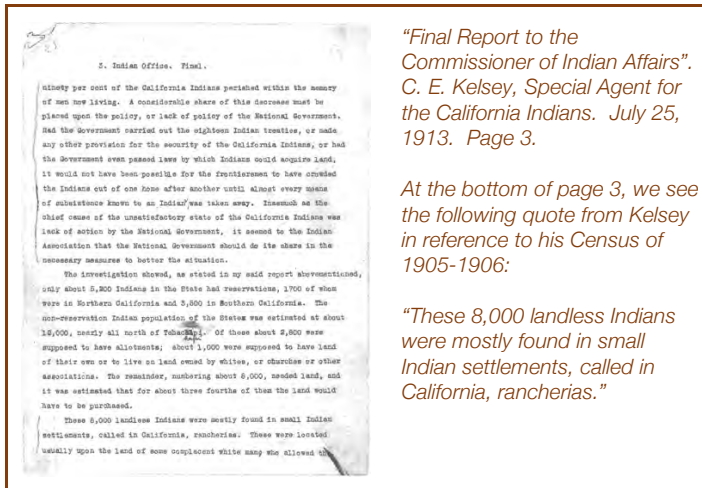 3. Indian Office. Final.
ninety per cent of the California Indians perished within the memory
of men now living. A considerable share of this decrease must be
placed upon the policy, or lack of policy of the National Government.
Had the Government carried out the eighteen Indian treaties, or made
any other provision for the security of the California Indians, or had
the Government even passed laws by which Indians could acquire land,
it would not have been possible for the frontiersmen to have crowded
the Indians out of one home after another until almost every means
of subsistence known to an Indian was taken away. Inasmuch as the
chief cause of the unsatisfactory state of the California Indians was
lack of action by the National Government, it seemed to the Indian
Association that the National Government should do its share in the
necessary measures to better the situation.
The investigation showed, as stated in my said report abovementioned,
only about 5,200 Indians in the State had reservations, 1700 of whom
were in Northern California and 3,500 in Southern California. The
non-reservation Indian population of the States was estimated at about
12,000, nearly all north of Of these about 2,800 were
supposed to have allotments; about 1,000 were supposed to have land
of their own or to live on land owned by whites, or churches or other
associations. The remainder, numbering about 8,000, needed land, and
it was estimated that for about three fourths of them the land would
have to be purchased.
These 8,000 landless Indians were mostly found in small Indian
settlements, called in California, rancherias. These were located
usually upon the land of some complacent white man, who allowed
“Final Report to the
Commissioner of Indian Affairs”.
C. E. Kelsey, Special Agent for
the California Indians. July 25,
1913. Page 3.
At the bottom of page 3, we see
the following quote from Kelsey
in reference to his Census of
1905-1906:
“These 8,000 landless Indians
were mostly found in small
Indian settlements, called in
California, rancherias.”